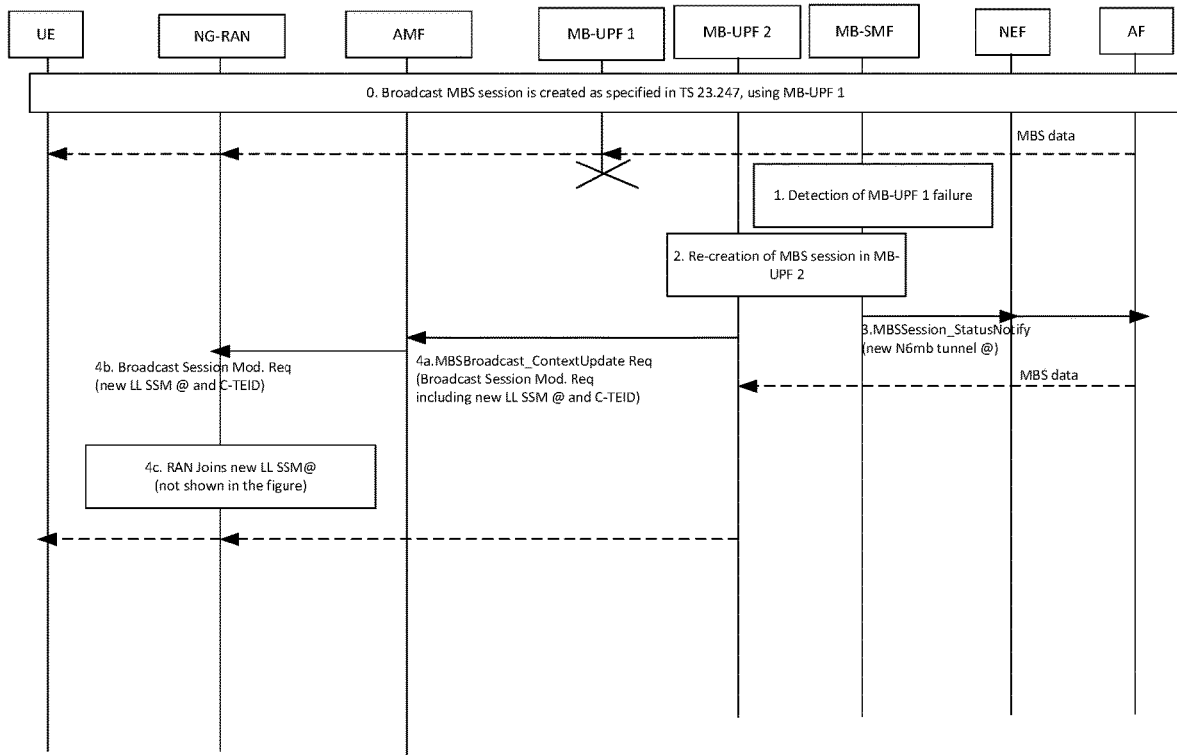 UE NG-RAN AMF MB-UPF 1 MB-UPF 2 MB-SMF NEF AF
0. Broadcast MBS session is created as specified in TS 23.247, using MB-UPF 1
MBS data
1. Detection of MB-UPF 1 failure
2. Re-creation of MBS session in MB-
UPF 2
3.MBSSession_StatusNotify
(new N6mb tunnel @)
4a.MBSBroadcast_ContextUpdate Req
(Broadcast Session Mod. Req
including new LL SSM @ and C-TEID)
4b. Broadcast Session Mod. Req
(new LL SSM @ and C-TEID)
MBS data
4c. RAN Joins new LL SSM@
(not shown in the figure)